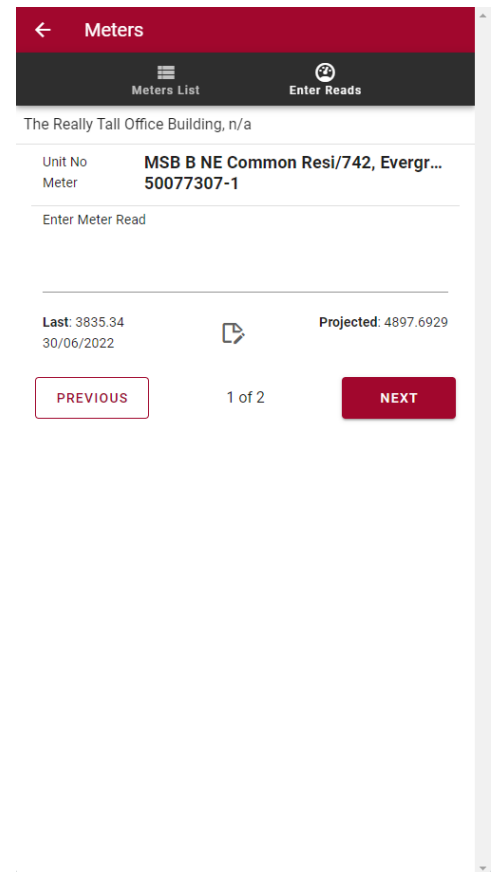 Meters
Meters List
Enter Reads
The Really Tall Office Building, n/a
Unit No
MSB B NE Common Resi/742, Evergr...
Meter
50077307-1
Enter Meter Read
Last: 3835.34
Projected: 4897.6929
30/06/2022
PREVIOUS
1 of 2
NEXT